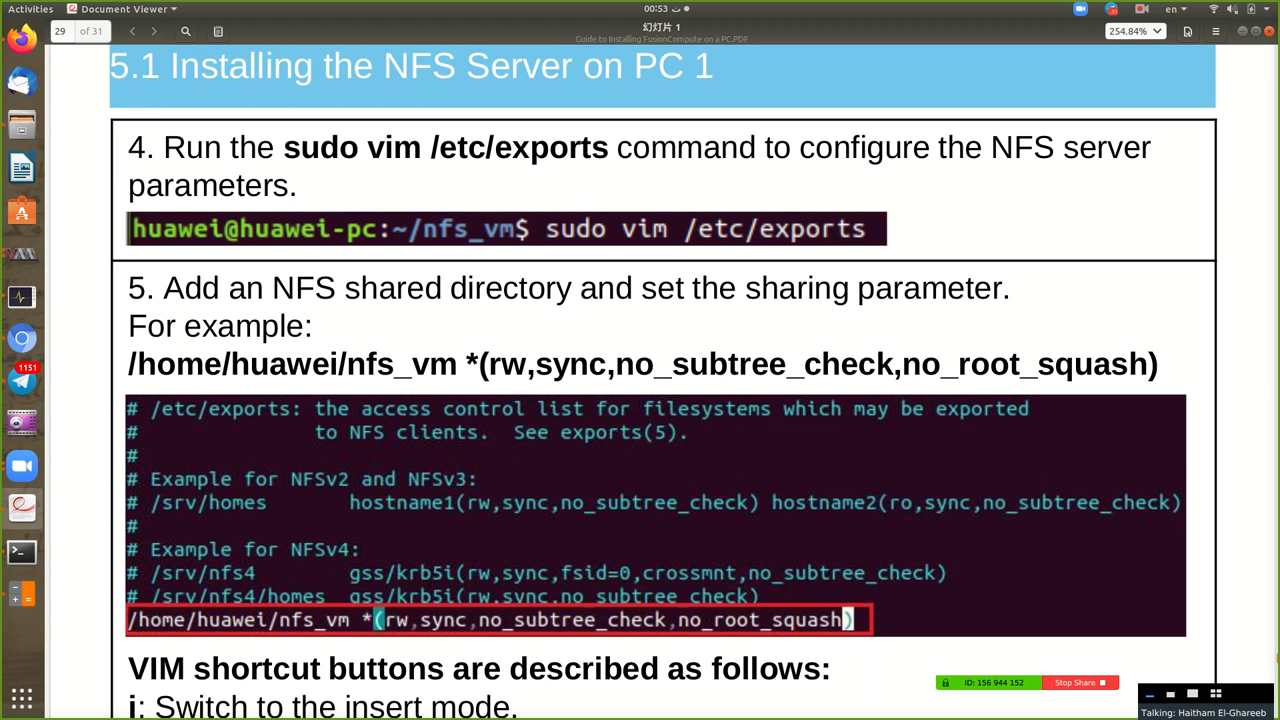 Activities
Document Viewer
00:53 ت
en
29
of 31
幻灯片 1
Guide to Installing FusionCompute on a PC.PDF
254.84%
5.1 Installing the NFS Server on PC 1
4. Run the sudo vim /etc/exports command to configure the NFS server
parameters.
huawei@huawei-pc:~/nfs_vm$ sudo vim /etc/exports
5. Add an NFS shared directory and set the sharing parameter.
For example:
/home/huawei/nfs_vm *(rw,sync,no_subtree_check,no_root_squash)
# /etc/exports: the access control list for filesystems which may be exported
# to NFS clients. See exports(5).
#
# Example for NFSv2 and NFSv3:
# /srv/homes hostname1(rw,sync,no_subtree_check) hostname2(ro,sync,no_subtree_check)
#
# Example for NFSv4:
# /srv/nfs4 gss/krb5i(rw,sync,fsid=0,crossmnt,no_subtree_check)
# /srv/nfs4/homes gss/krb5i(rw,sync,no_subtree_check)
/home/huawei/nfs_vm *(rw,sync,no_subtree_check,no_root_squash)
VIM shortcut buttons are described as follows:
i: Switch to the insert mode.
1151
ID: 156 944 152
Stop Share
Talking: Haitham El-Ghareeb